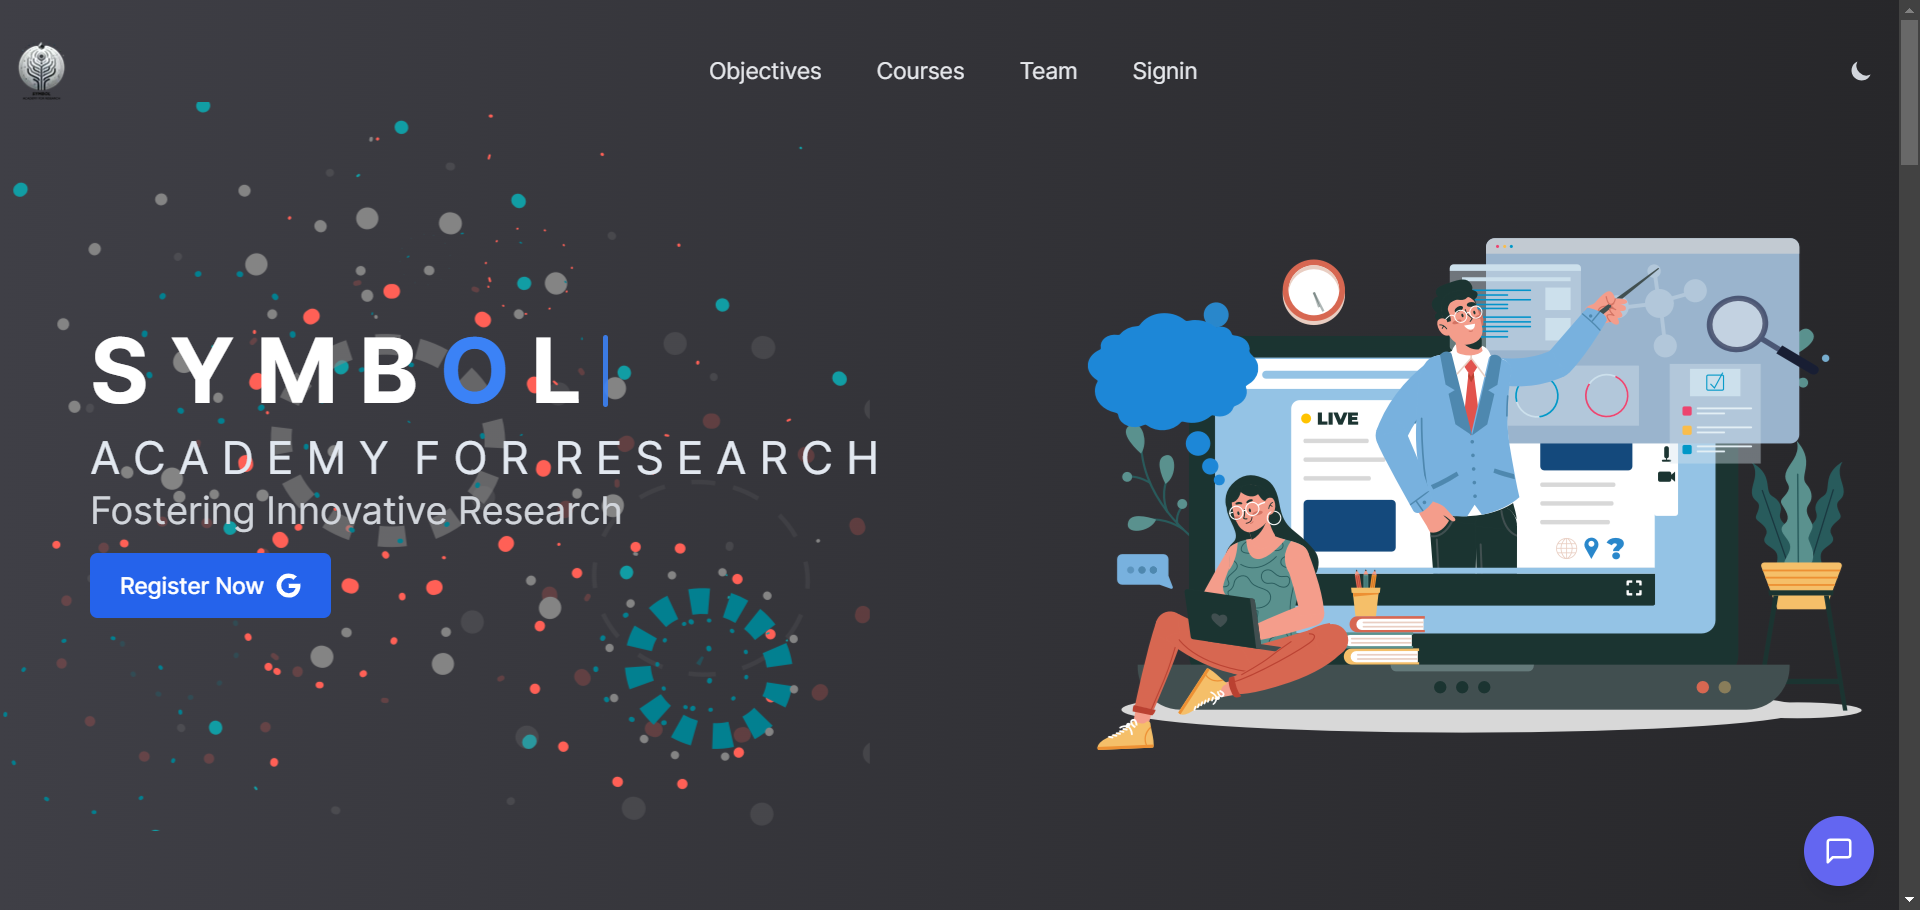 Objectives Courses Team Signin
SYMBOL
ACADEMY FOR RESEARCH
Fostering Innovative Research
Register Now G
LIVE